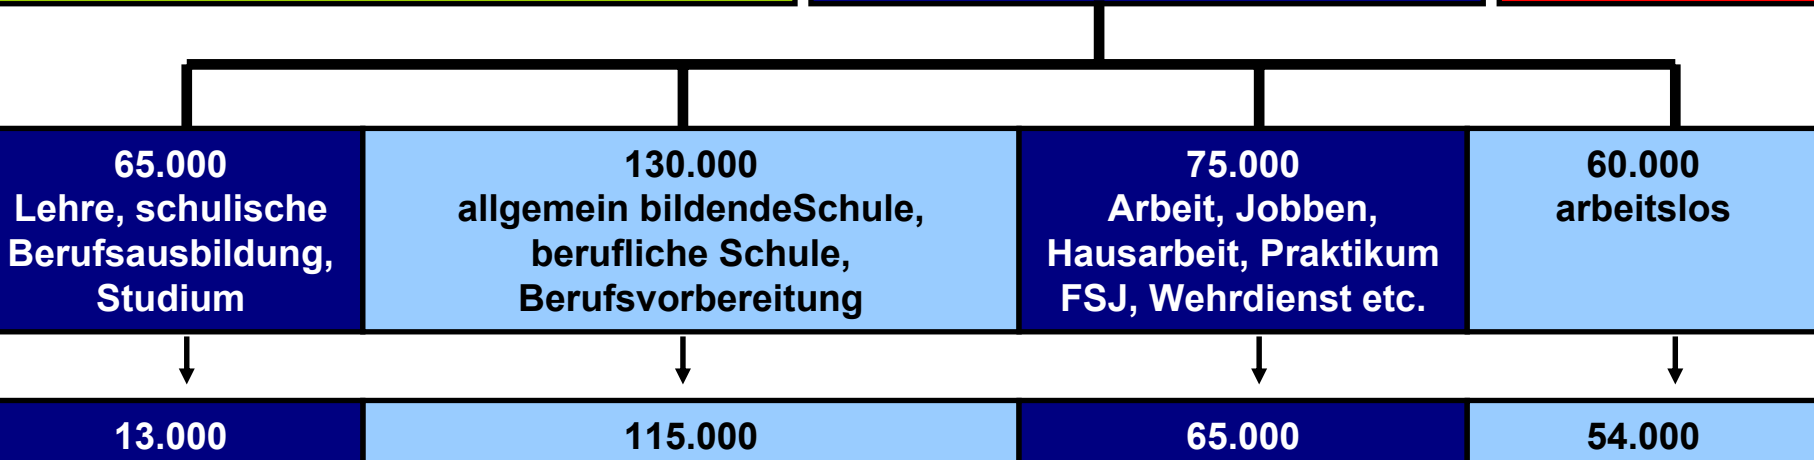 65.000
Lehre, schulische
Berufsausbildung,
Studium
130.000
allgemein bildendeSchule,
berufliche Schule,
Berufsvorbereitung
75.000
Arbeit, Jobben,
Hausarbeit, Praktikum
FSJ, Wehrdienst etc.
60.000
arbeitslos
13.000
115.000
65.000
54.000